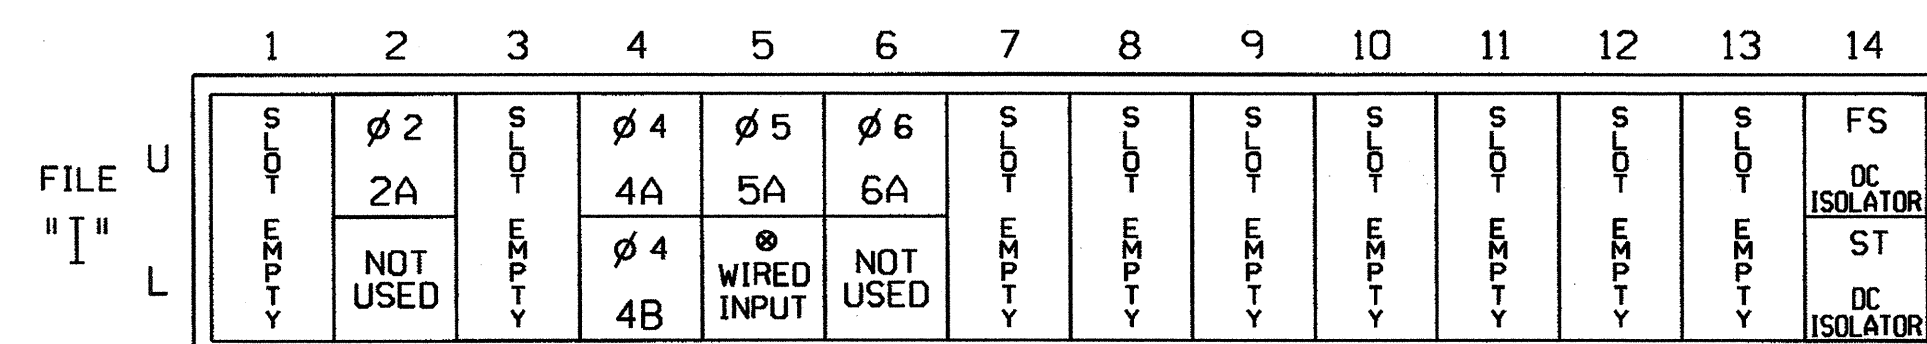 1 2 3 4 5 6 7 8 9 10 11 12 13 14
FILE "I"
U
L
SLOT EMPTY
Ø 2
2A
NOT USED
SLOT EMPTY
Ø 4
4A
Ø 4
4B
Ø 5
5A
⊗
WIRED
INPUT
Ø 6
6A
NOT USED
SLOT EMPTY
SLOT EMPTY
SLOT EMPTY
SLOT EMPTY
SLOT EMPTY
SLOT EMPTY
SLOT EMPTY
FS
DC
ISOLATOR
ST
DC
ISOLATOR